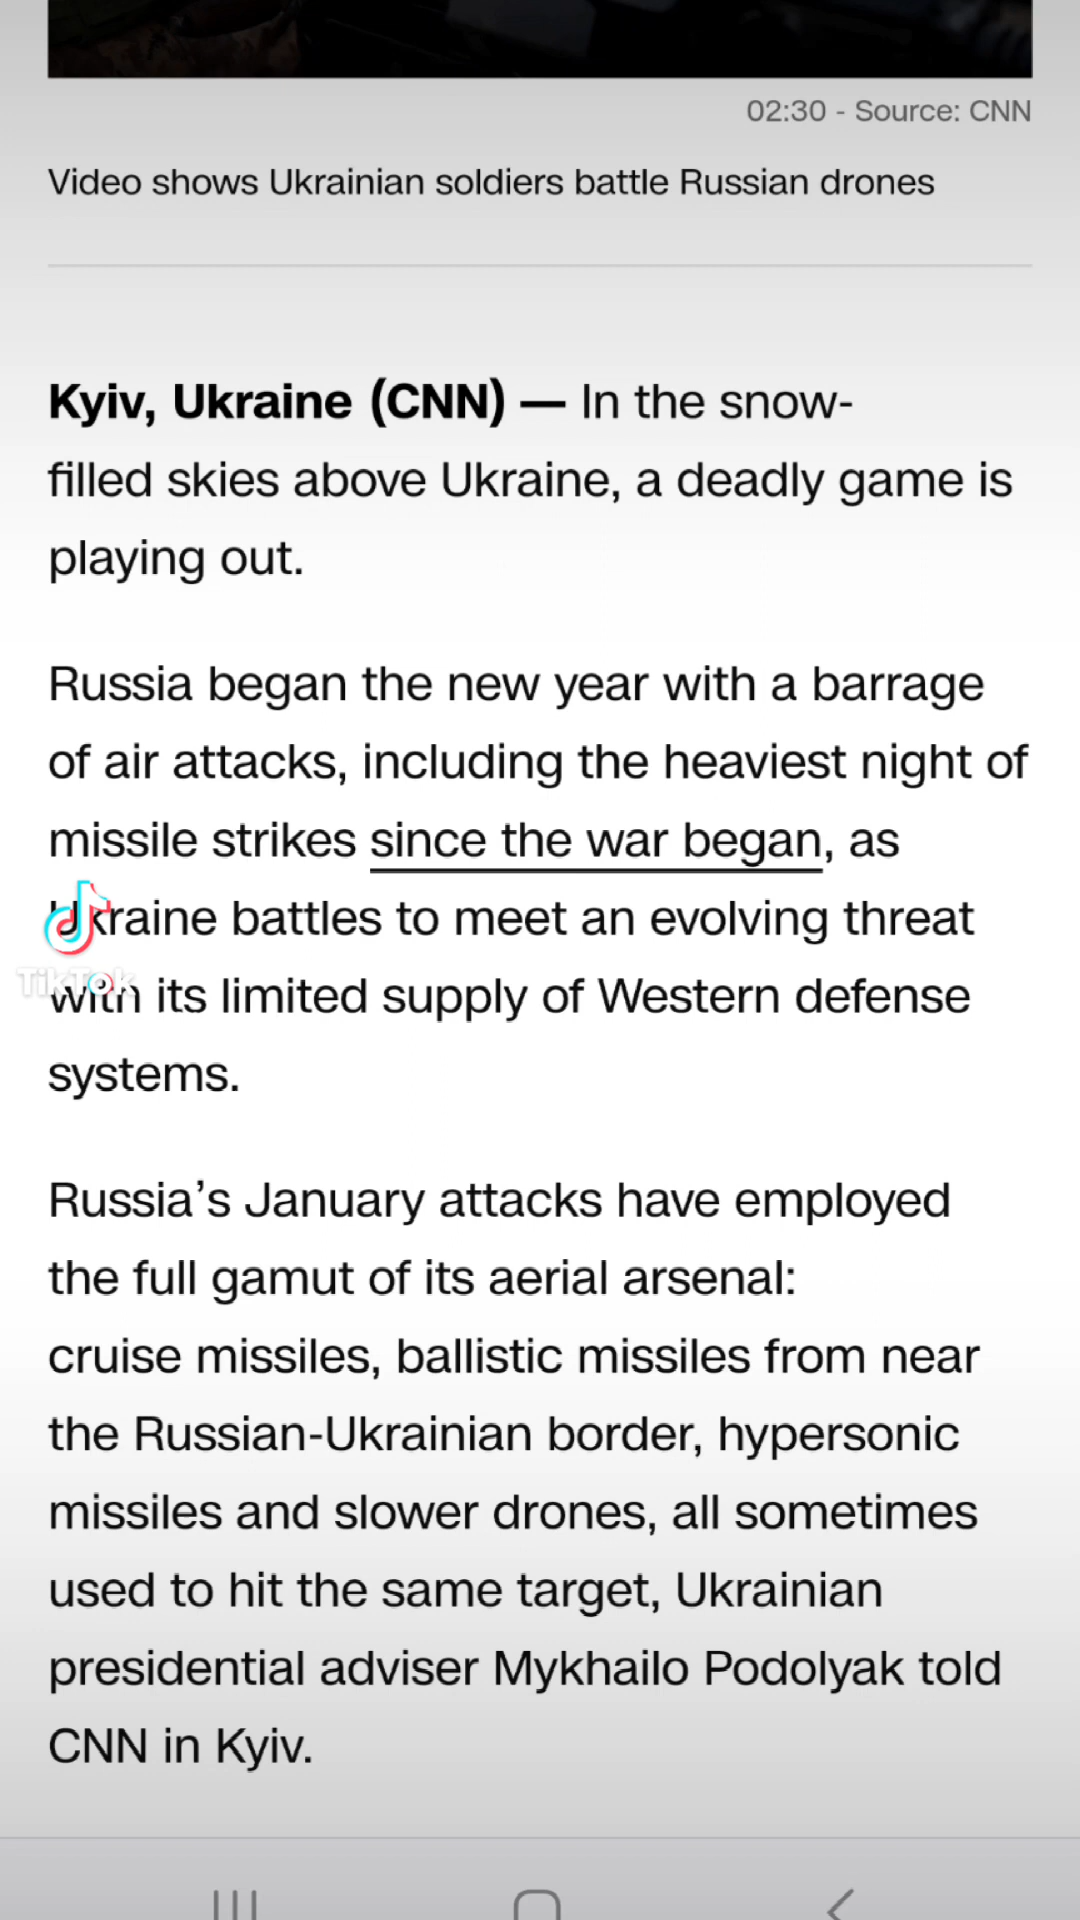 02:30 - Source: CNN
Video shows Ukrainian soldiers battle Russian drones
Kyiv, Ukraine (CNN) — In the snow-
filled skies above Ukraine, a deadly game is
playing out.
Russia began the new year with a barrage
of air attacks, including the heaviest night of
missile strikes since the war began, as
Ukraine battles to meet an evolving threat
with its limited supply of Western defense
systems.
TikTok
Russia’s January attacks have employed
the full gamut of its aerial arsenal:
cruise missiles, ballistic missiles from near
the Russian-Ukrainian border, hypersonic
missiles and slower drones, all sometimes
used to hit the same target, Ukrainian
presidential adviser Mykhailo Podolyak told
CNN in Kyiv.